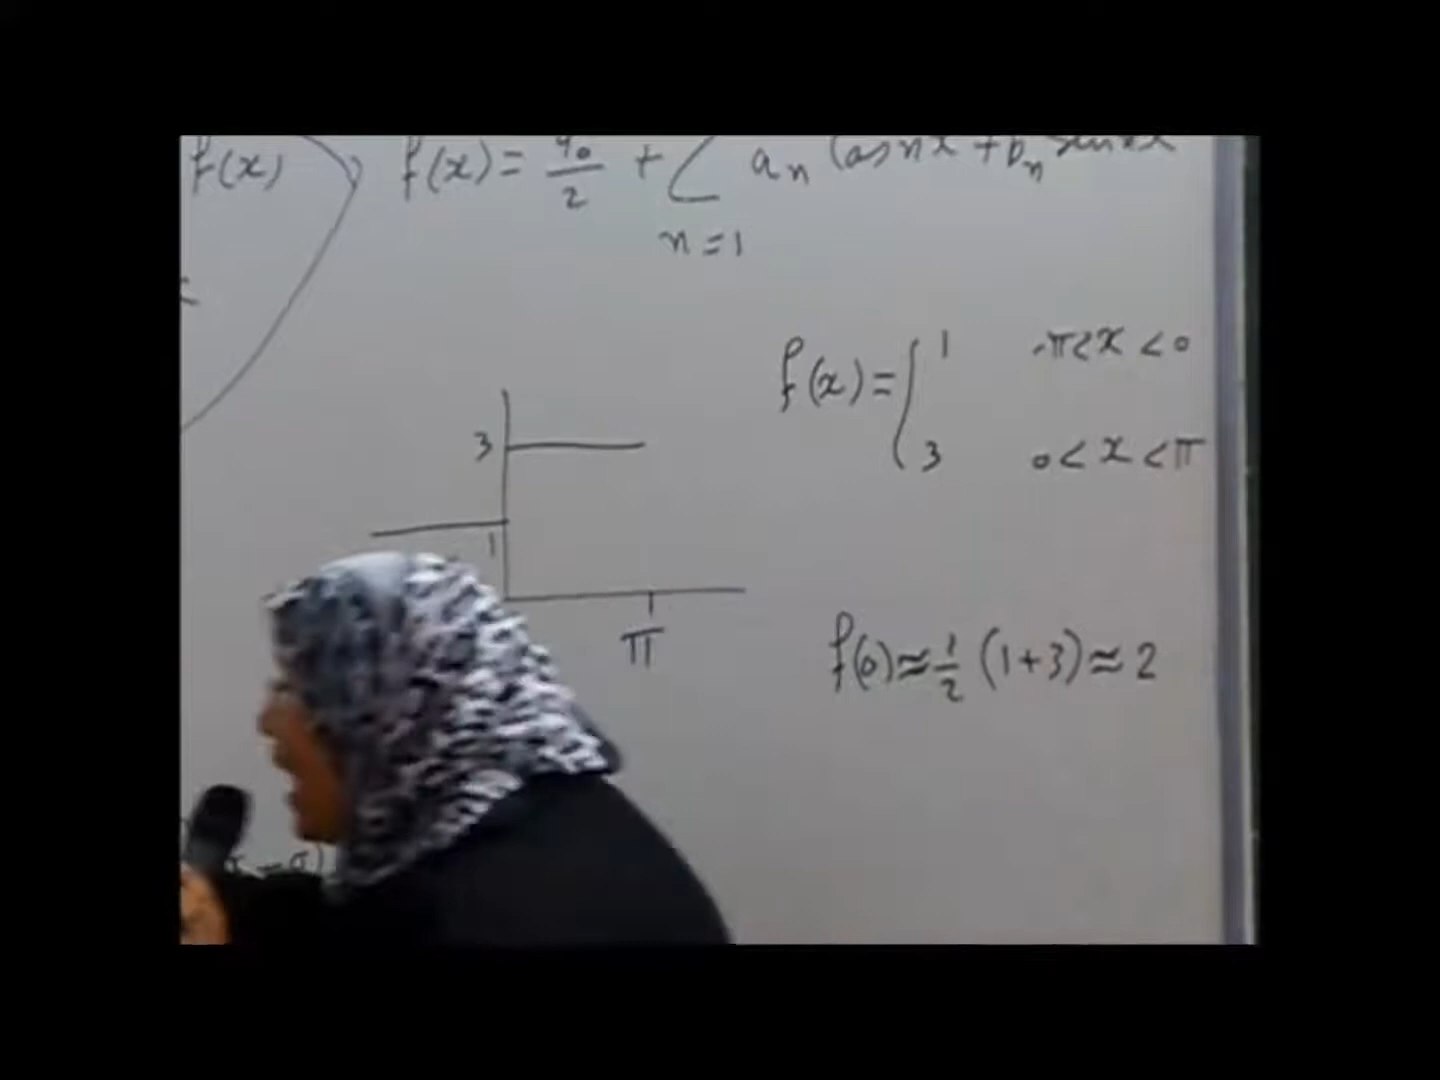 f(x)
f(x) = a₀/2 + ∑ aₙ Cos nx + bₙ sin nx
n = 1
f(x) = { 1 -π < x < 0
3 0 < x < π
3
1
π
f(0) ≈ 1/2 (1+3) ≈ 2